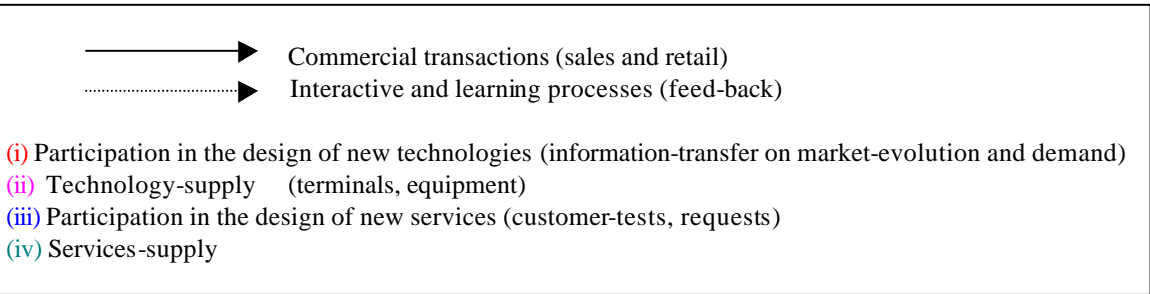 Commercial transactions (sales and retail)
Interactive and learning processes (feed-back)
(i) Participation in the design of new technologies (information-transfer on market-evolution and demand)
(ii) Technology-supply (terminals, equipment)
(iii) Participation in the design of new services (customer-tests, requests)
(iv) Services-supply